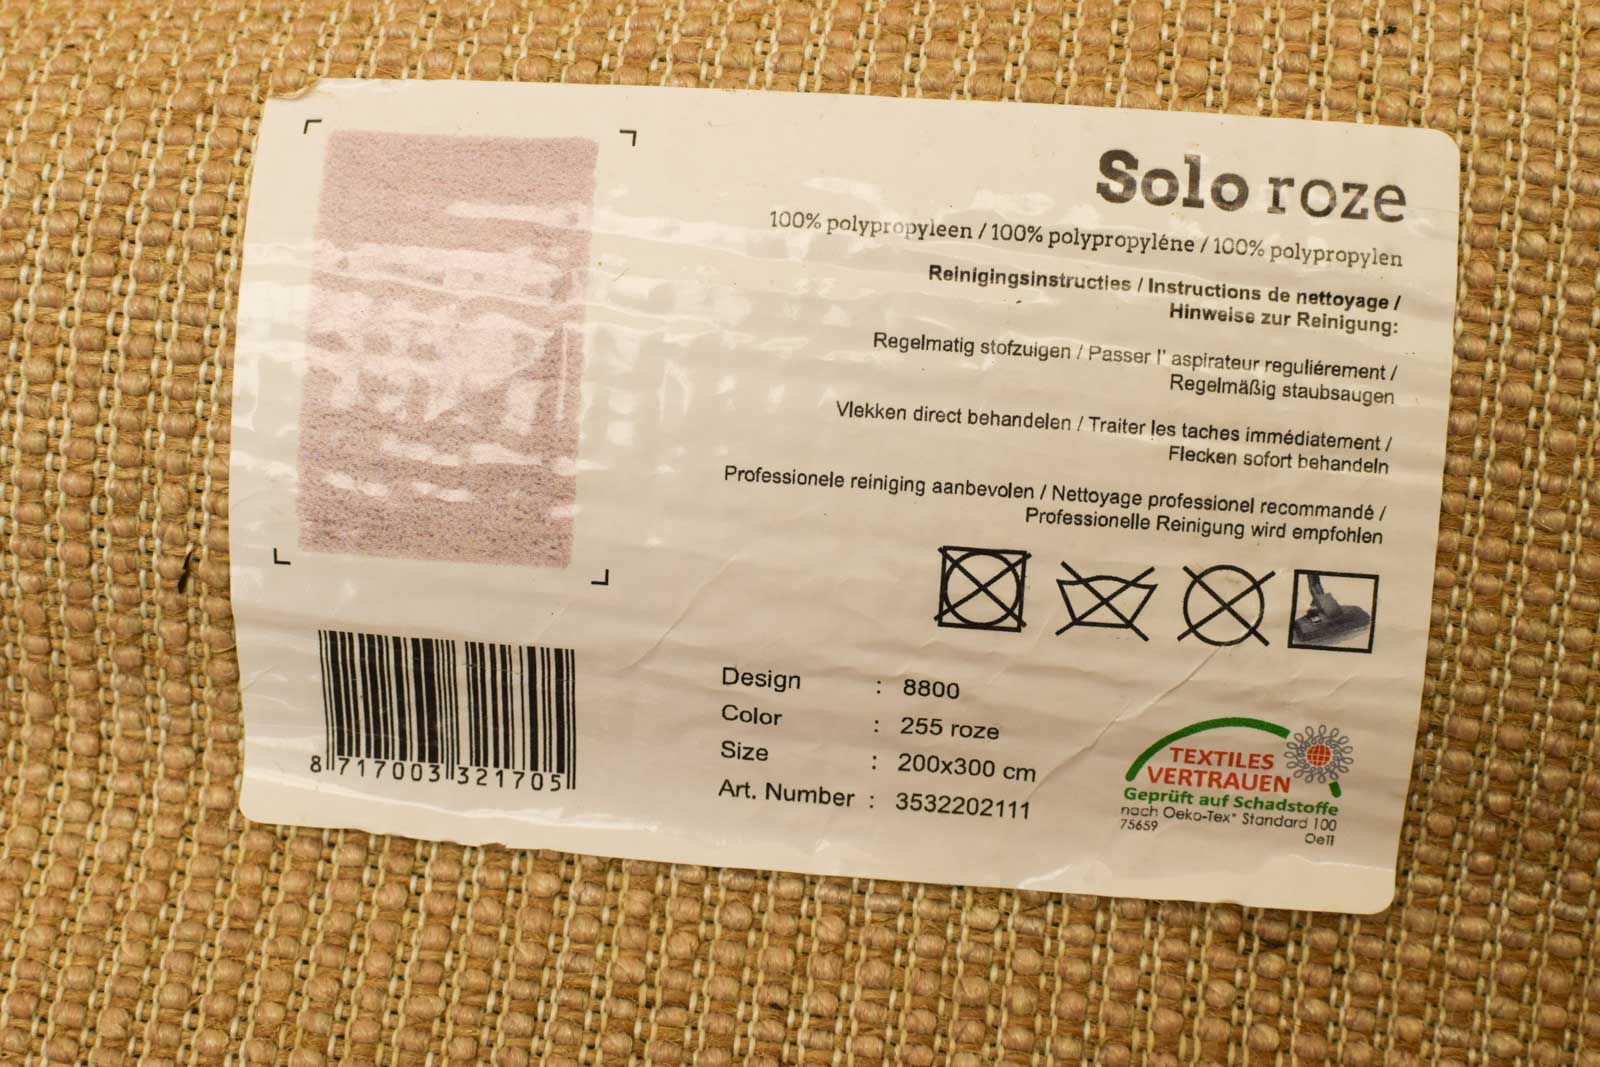 Solo roze
100% polypropyleen / 100% polypropyléne / 100% polypropylen
Reinigingsinstructies / Instructions de nettoyage /
Hinweise zur Reinigung:
Regelmatig stofzuigen / Passer l' aspirateur reguliérement /
Regelmäßig staubsaugen
Vlekken direct behandelen / Traiter les taches immédiatement /
Flecken sofort behandeln
Professionele reiniging aanbevolen / Nettoyage professionel recommandé /
Professionelle Reinigung wird empfohlen
Design : 8800
Color : 255 roze
Size : 200x300 cm
Art. Number : 3532202111
8 717003 321705
TEXTILES
VERTRAUEN
Geprüft auf Schadstoffe
nach Oeko-Tex® Standard 100
75659 OeTI